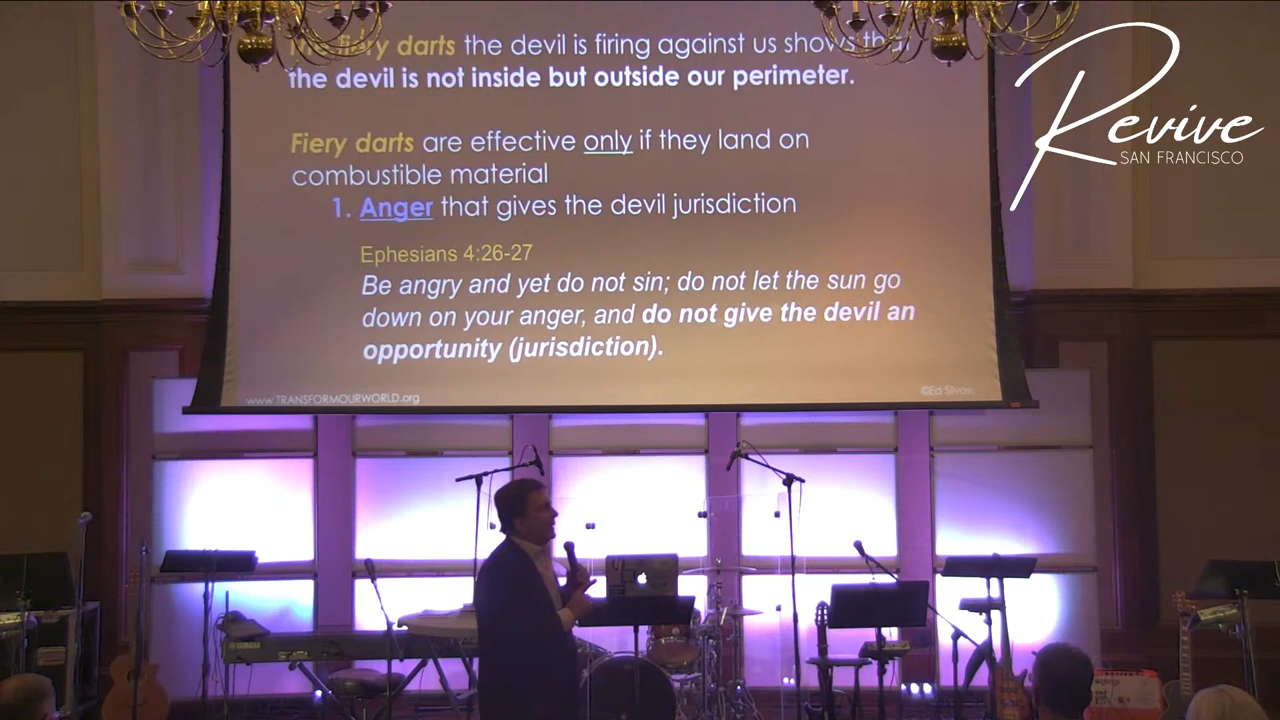 Fiery darts the devil is firing against us shows that
the devil is not inside but outside our perimeter.
Fiery darts are effective only if they land on
combustible material
1. Anger that gives the devil jurisdiction
Ephesians 4:26-27
Be angry and yet do not sin; do not let the sun go
down on your anger, and do not give the devil an
opportunity (jurisdiction).
www.TRANSFORMOURWORLD.org
©Ed Silvoso
Revive
SAN FRANCISCO
YAMAHA